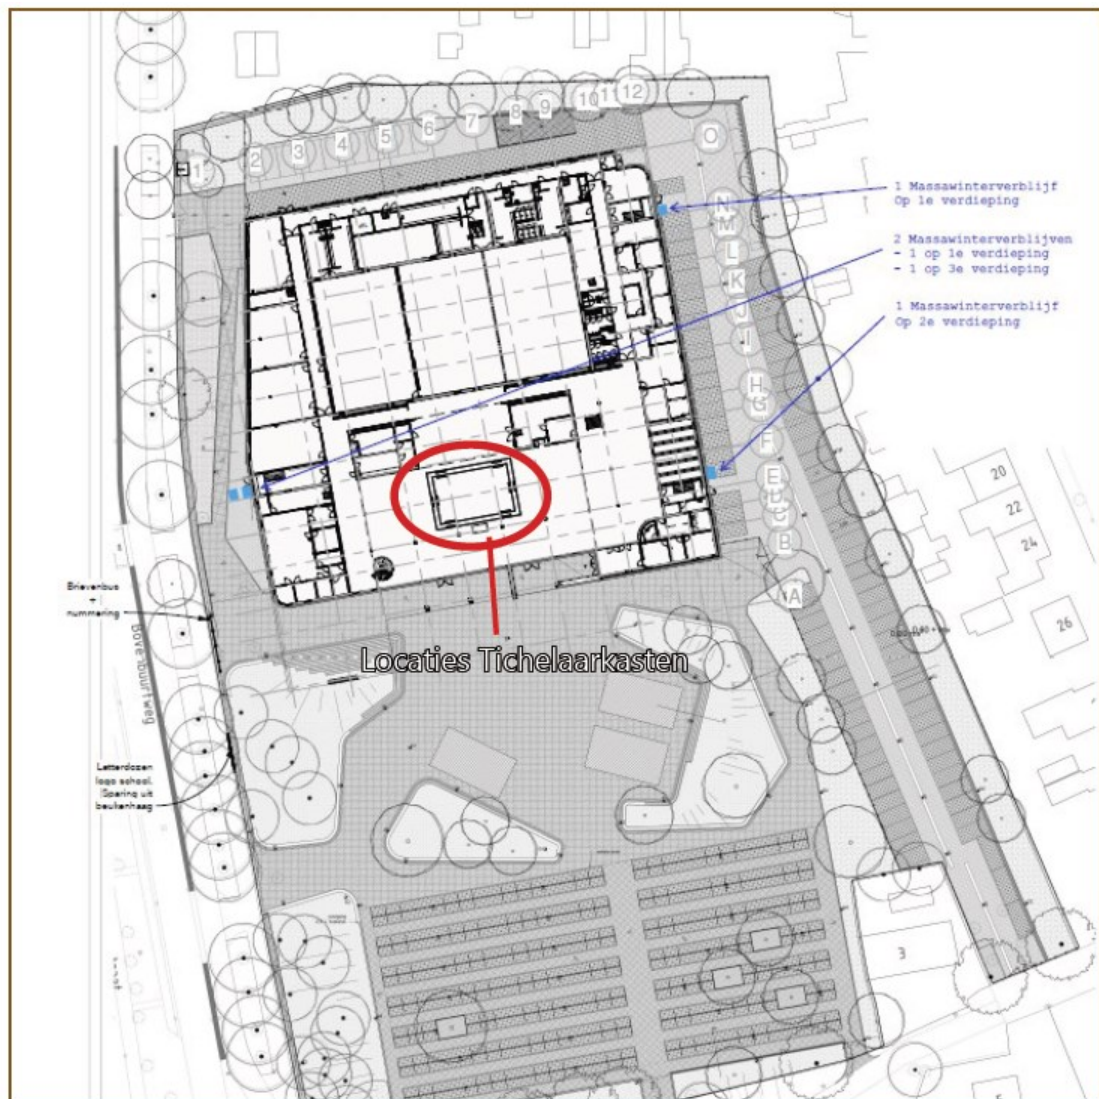 1
2
3
4
5
6
7
8
9
10
11
12
O
N
M
L
K
J
I
H
G
F
E
D
C
B
A
1 Massawinterverblijf
Op 1e verdieping
2 Massawinterverblijven
- 1 op 1e verdieping
- 1 op 3e verdieping
1 Massawinterverblijf
Op 2e verdieping
20
22
24
26
Brievenbus
+
nummering
Bovenbuurtweg
Locaties Tichelaarkasten
Letterdozen
logo school.
Sparing uit
beukenhaag
3